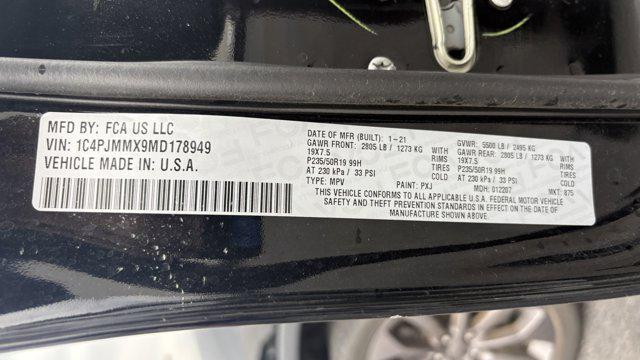 MFD BY: FCA US LLC
VIN: 1C4PJMMX9MD178949
VEHICLE MADE IN U.S.A.
DATE OF MFR (BUILT): 1-21 GVWR: 5500 LB / 2495 KG
GAWR FRONT: 2805 LB / 1273 KG WITH GAWR REAR: 2805 LB / 1273 KG WITH
19X7.5 RIMS 19X7.5 RIMS
P235/50R19 99H TIRES P235/50R19 99H TIRES
AT 230 kPa / 33 PSI AT 230 kPa / 33 PSI
TYPE: MPV PAINT: PXJ MDH: 012207 MKT: 875
THIS VEHICLE CONFORMS TO ALL APPLICABLE U.S.A. FEDERAL MOTOR VEHICLE
SAFETY AND THEFT STANDARDS IN EFFECT ON THE DATE OF
MANUFACTURE SHOWN ABOVE.